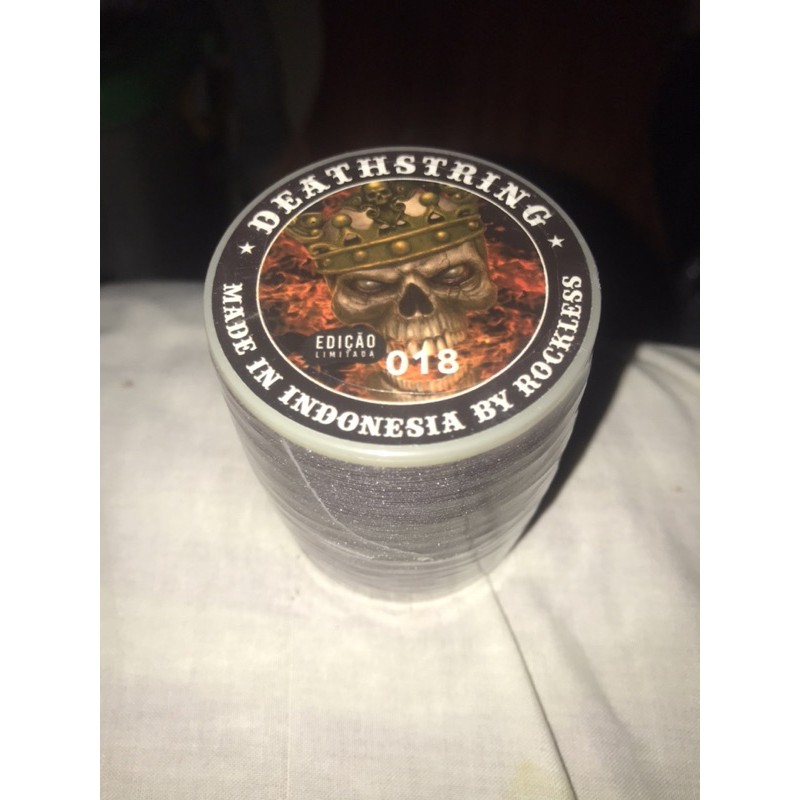 DEATHSTRING
EDIÇÃO
LIMITADA
018
MADE IN INDONESIA BY ROCKLESS